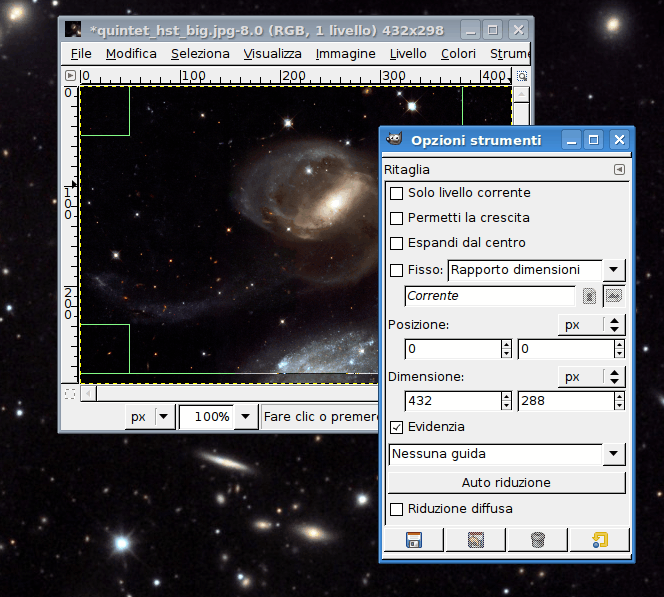 *quintet_hst_big.jpg-8.0 (RGB, 1 livello) 432x298
File Modifica Seleziona Visualizza Immagine Livello Colori Strume
0 100 200 300 400
0
100
200
px 100% Fare clic o premere
Opzioni strumenti
Ritaglia
Solo livello corrente
Permetti la crescita
Espandi dal centro
Fisso: Rapporto dimensioni
Corrente
Posizione: px
0 0
Dimensione: px
432 288
Evidenzia
Nessuna guida
Auto riduzione
Riduzione diffusa